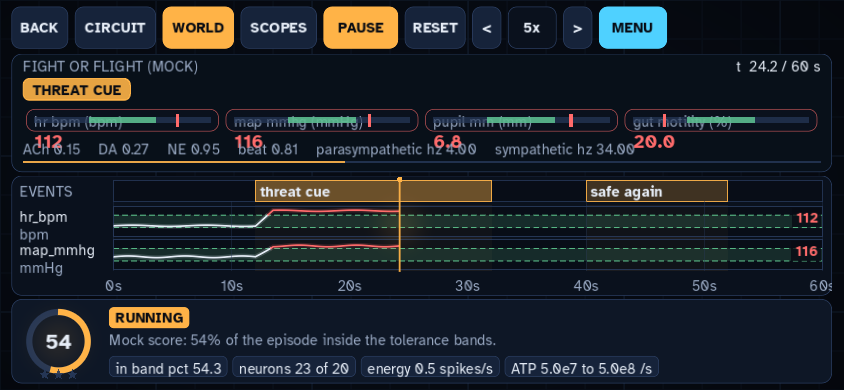 BACK CIRCUIT WORLD SCOPES PAUSE RESET < 5x > MENU
FIGHT OR FLIGHT (MOCK) t 24.2 / 60 s
THREAT CUE
hr bpm (bpm) map mmhg (mmHg) pupil mm (mm) gut motility (%)
112 116 6.8 20.0
ACh 0.15 DA 0.27 NE 0.95 beat 0.81 parasympathetic hz 4.00 sympathetic hz 34.00
EVENTS threat cue safe again
hr_bpm 112
bpm
map_mmhg 116
mmHg
0s 10s 20s 30s 40s 50s 60s
RUNNING
54 Mock score: 54% of the episode inside the tolerance bands.
in band pct 54.3 neurons 23 of 20 energy 0.5 spikes/s ATP 5.0e7 to 5.0e8 /s